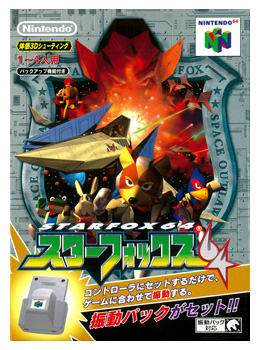 Nintendo
NINTENDO 64
体感3Dシューティング
1〜4人用
バックアップ機能付き
SPACE OUTLAW
STARFOX 64
スターフォックス64
コントローラにセットするだけで、
ゲームに合わせて振動する。
振動パックがセット!!
振動パック
対応